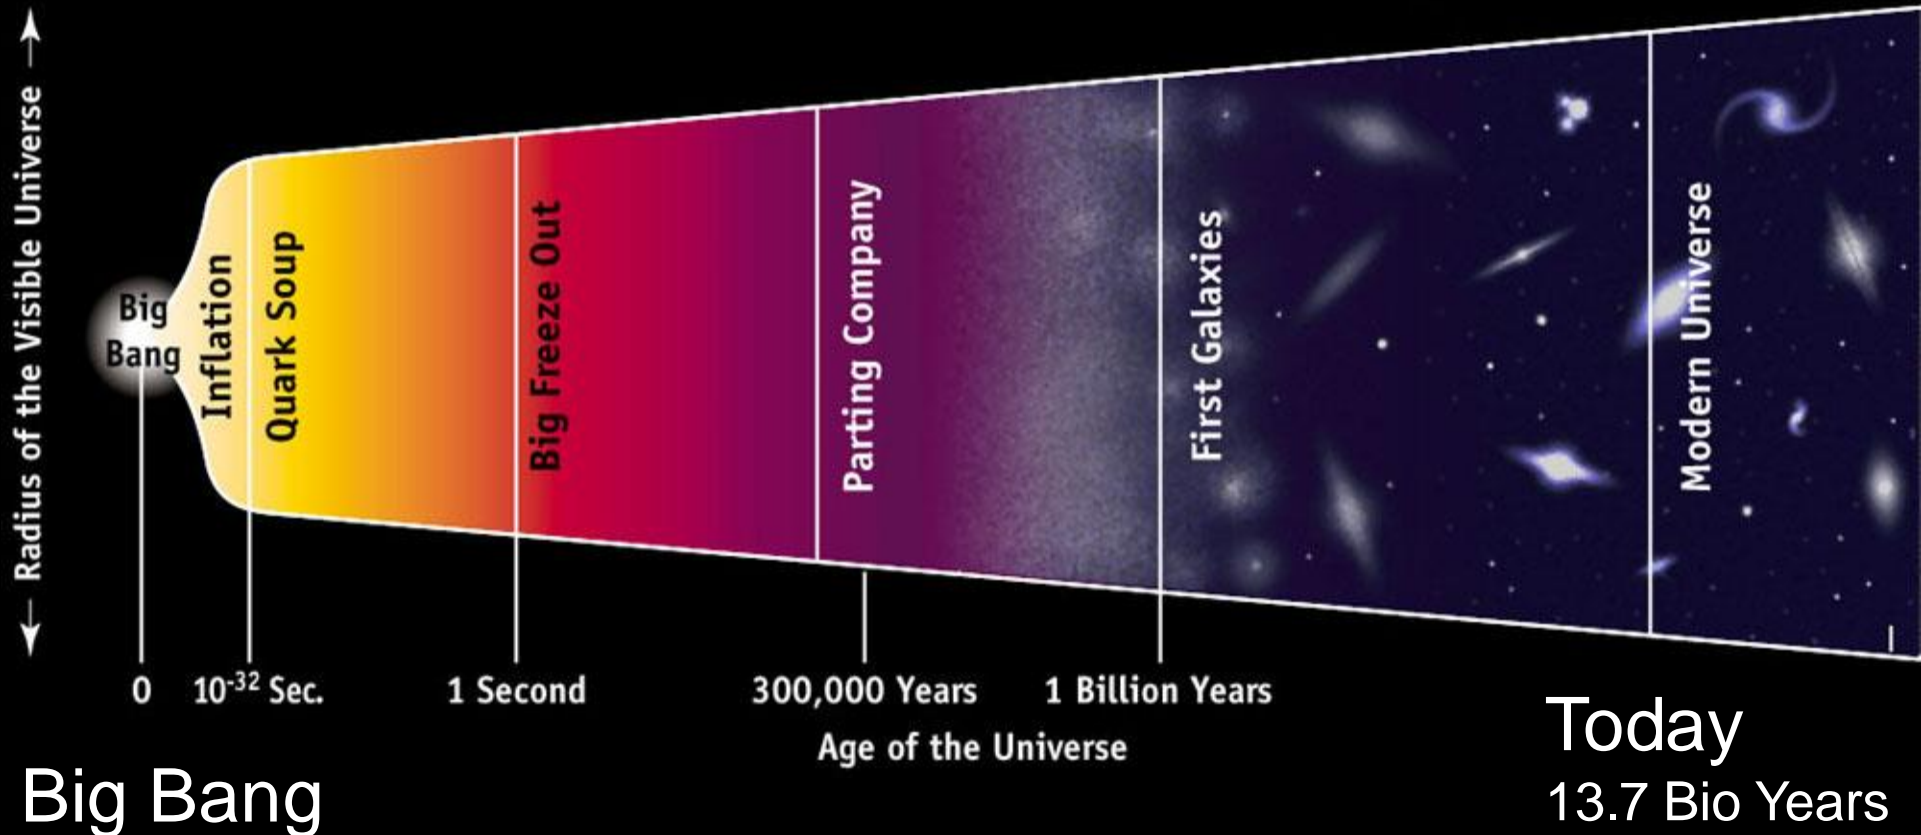 Radius of the Visible Universe
Big
Bang
Inflation
Quark Soup
Big Freeze Out
Parting Company
First Galaxies
Modern Universe
0
10⁻³² Sec.
1 Second
300,000 Years
1 Billion Years
Age of the Universe
Big Bang
Today
13.7 Bio Years